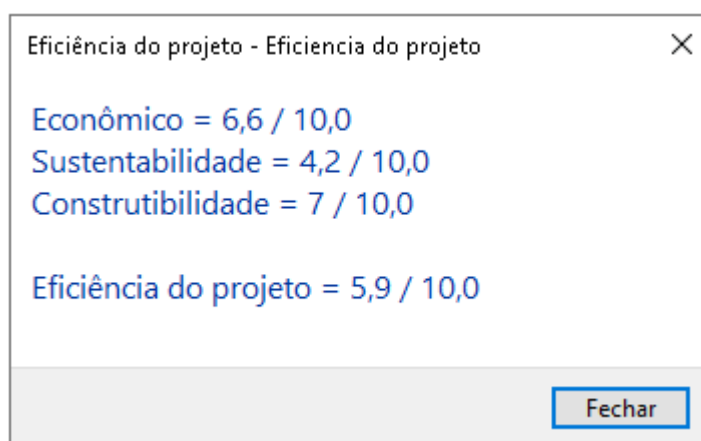 Eficiência do projeto - Eficiencia do projeto
Econômico = 6,6 / 10,0
Sustentabilidade = 4,2 / 10,0
Construtibilidade = 7 / 10,0
Eficiência do projeto = 5,9 / 10,0
Fechar